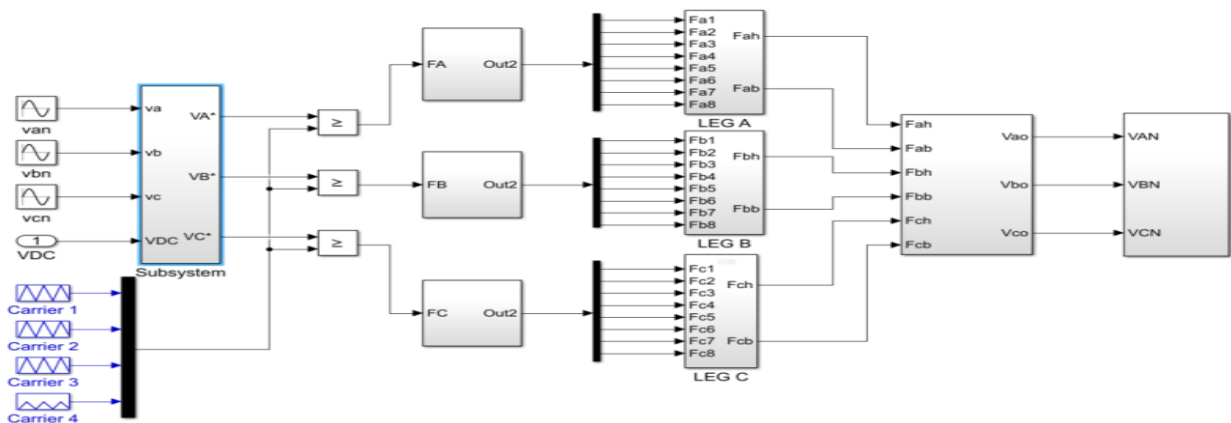 van
vbn
vcn
1
VDC
va
vb
vc
VDC
VA*
VB*
VC*
Subsystem
Carrier 1
Carrier 2
Carrier 3
Carrier 4
≥
≥
≥
FA
Out2
FB
Out2
FC
Out2
Fa1
Fa2
Fa3
Fa4
Fa5
Fa6
Fa7
Fa8
Fah
Fab
LEG A
Fb1
Fb2
Fb3
Fb4
Fb5
Fb6
Fb7
Fb8
Fbh
Fbb
LEG B
Fc1
Fc2
Fc3
Fc4
Fc5
Fc6
Fc7
Fc8
Fch
Fcb
LEG C
Fah
Fab
Fbh
Fbb
Fch
Fcb
Vao
Vbo
Vco
VAN
VBN
VCN